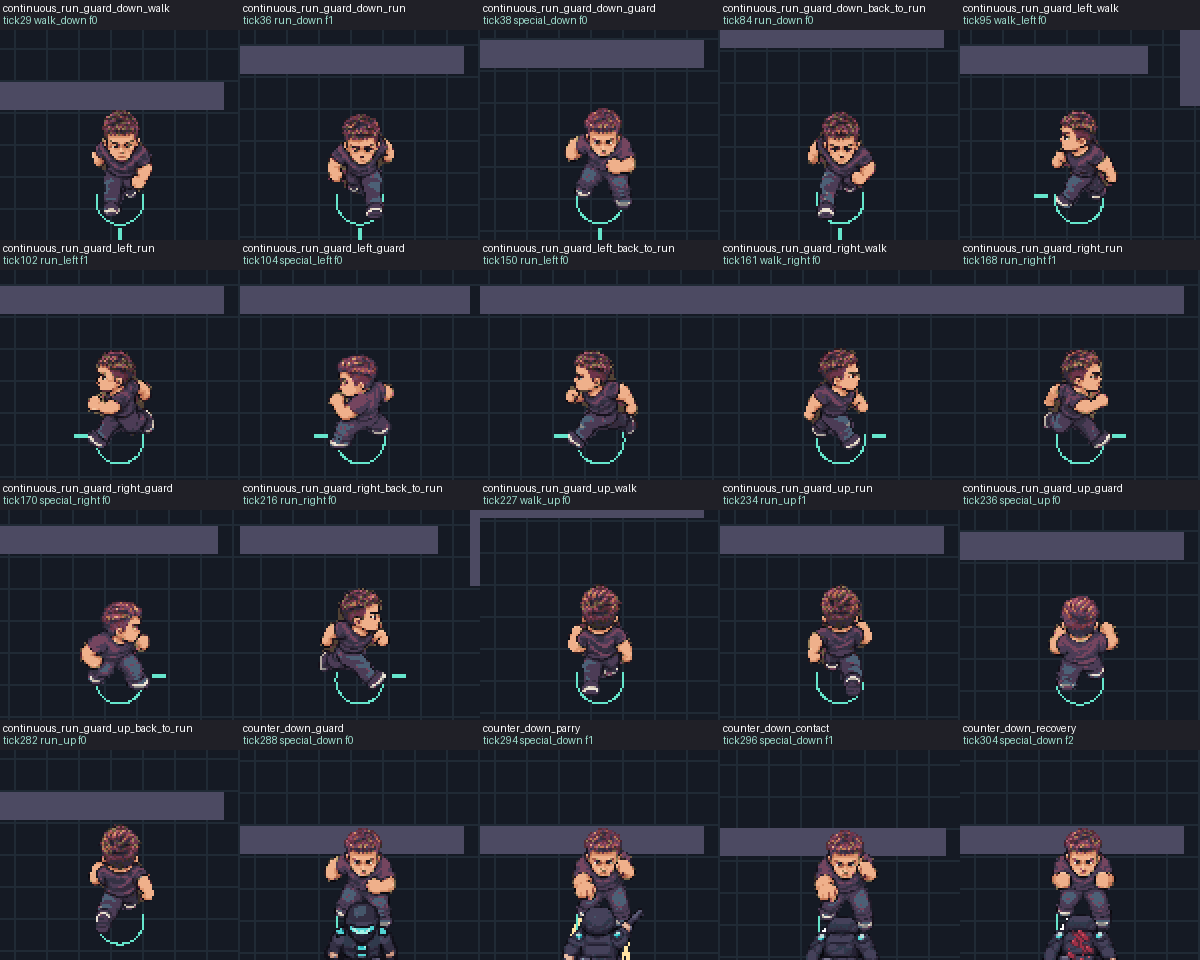 continuous_run_guard_down_walk
tick29 walk_down f0
continuous_run_guard_down_run
tick36 run_down f1
continuous_run_guard_down_guard
tick38 special_down f0
continuous_run_guard_down_back_to_run
tick84 run_down f0
continuous_run_guard_left_walk
tick95 walk_left f0
continuous_run_guard_left_run
tick102 run_left f1
continuous_run_guard_left_guard
tick104 special_left f0
continuous_run_guard_left_back_to_run
tick150 run_left f0
continuous_run_guard_right_walk
tick161 walk_right f0
continuous_run_guard_right_run
tick168 run_right f1
continuous_run_guard_right_guard
tick170 special_right f0
continuous_run_guard_right_back_to_run
tick216 run_right f0
continuous_run_guard_up_walk
tick227 walk_up f0
continuous_run_guard_up_run
tick234 run_up f1
continuous_run_guard_up_guard
tick236 special_up f0
continuous_run_guard_up_back_to_run
tick282 run_up f0
counter_down_guard
tick288 special_down f0
counter_down_parry
tick294 special_down f1
counter_down_contact
tick296 special_down f1
counter_down_recovery
tick304 special_down f2